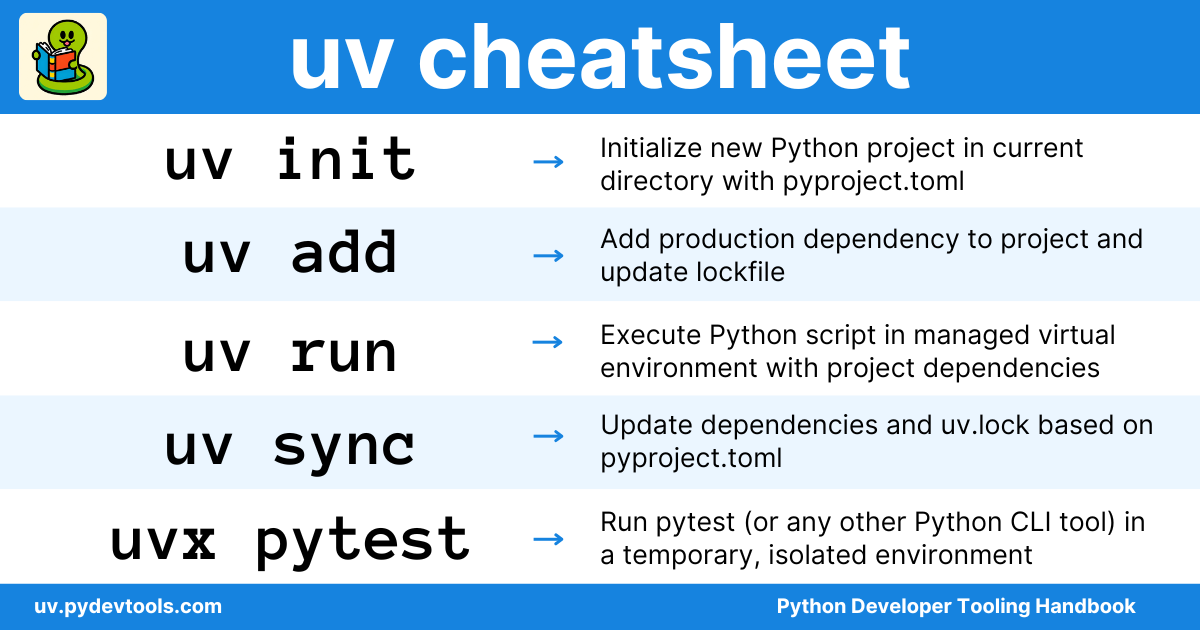 uv cheatsheet
uv init
→
Initialize new Python project in current
directory with pyproject.toml
uv add
→
Add production dependency to project and
update lockfile
uv run
→
Execute Python script in managed virtual
environment with project dependencies
uv sync
→
Update dependencies and uv.lock based on
pyproject.toml
uvx pytest
→
Run pytest (or any other Python CLI tool) in
a temporary, isolated environment
uv.pydevtools.com
Python Developer Tooling Handbook